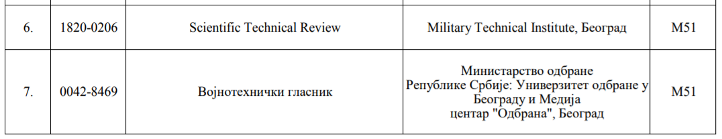 6. 1820-0206 Scientific Technical Review Military Technical Institute, Београд M51
7. 0042-8469 Војнотехнички гласник Министарство одбране
Републике Србије: Универзитет одбране у
Београду и Медија
центар "Одбрана", Београд M51